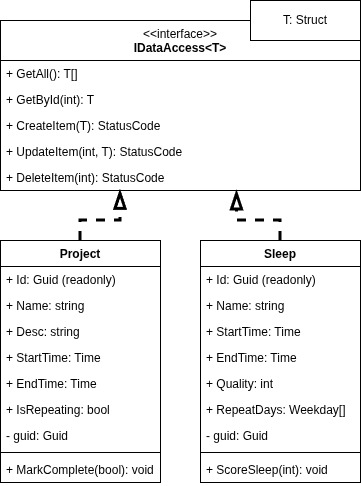 T: Struct
<<interface>>
IDataAccess<T>
+ GetAll(): T[]
+ GetById(int): T
+ CreateItem(T): StatusCode
+ UpdateItem(int, T): StatusCode
+ DeleteItem(int): StatusCode
Project
+ Id: Guid (readonly)
+ Name: string
+ Desc: string
+ StartTime: Time
+ EndTime: Time
+ IsRepeating: bool
- guid: Guid
+ MarkComplete(bool): void
Sleep
+ Id: Guid (readonly)
+ Name: string
+ StartTime: Time
+ EndTime: Time
+ Quality: int
+ RepeatDays: Weekday[]
- guid: Guid
+ ScoreSleep(int): void